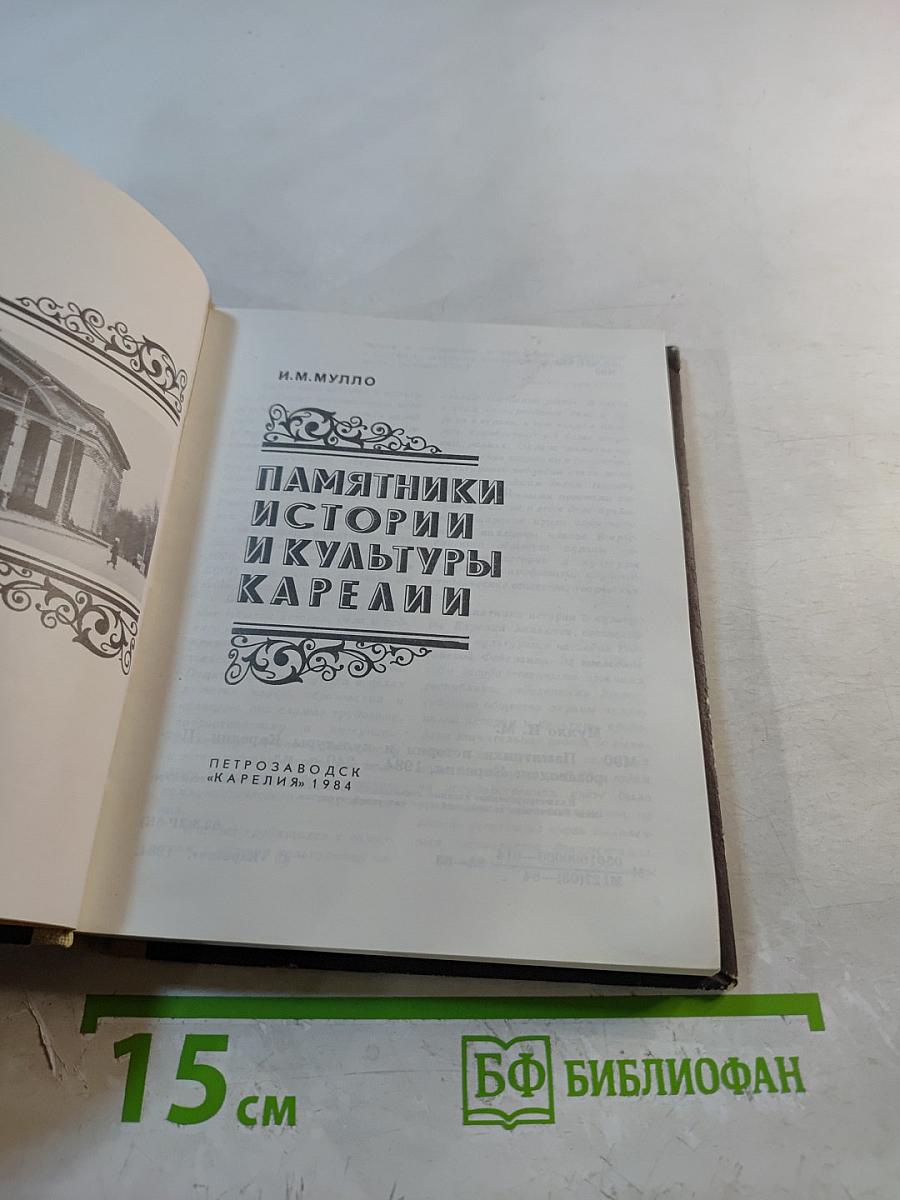 И.М.МУЛЛО
ПАМЯТНИКИ
ИСТОРИИ
И КУЛЬТУРЫ
КАРЕЛИИ
ПЕТРОЗАВОДСК
«КАРЕЛИЯ» 1984
15 см
БФ БИБЛИОФАН